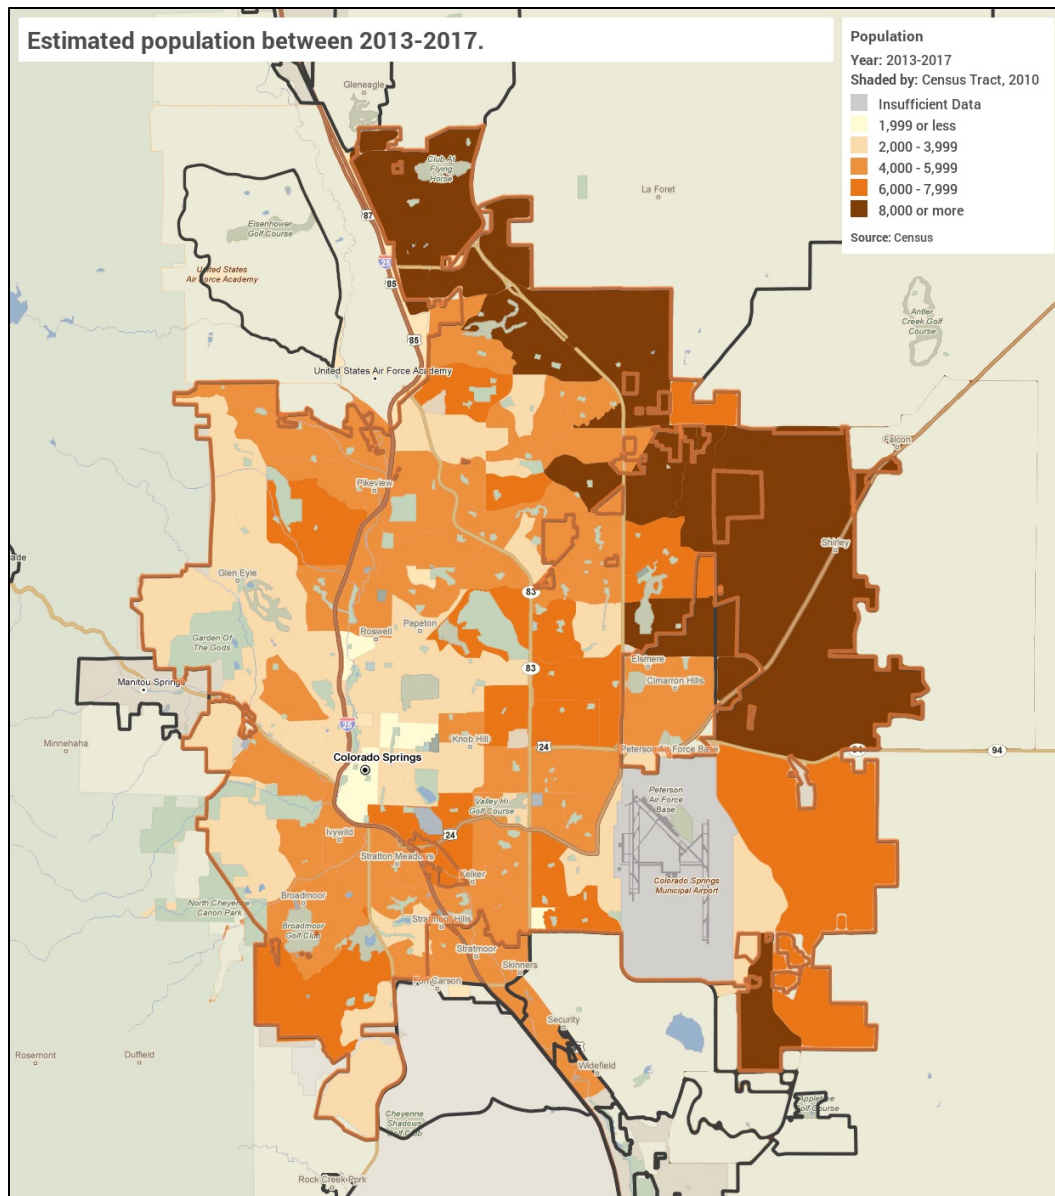 Estimated population between 2013-2017.
Population
Year: 2013-2017
Shaded by: Census Tract, 2010
Insufficient Data
1,999 or less
2,000 - 3,999
4,000 - 5,999
6,000 - 7,999
8,000 or more
Source: Census
Gleneagle
Club At
Flying
Horse
La Foret
87
Eisenhower
Golf Course
25
United States
Air Force Academy
85
Antler
Creek Golf
Course
85
United States Air Force Academy
Falcon
Pikeview
Shirley
ade
Glen Eyie
83
Papeton
Roswell
Garden Of
The Gods
Elsmere
83
Cimarron Hills
Manitou Springs
25
Minnehaha
Knob Hill
24
Peterson Air Force Base
94
Colorado Springs
Peterson
Air Force
Base
Valley Hi
Golf Course
Ivywild
24
Stratton Meadows
Kelker
Colorado Springs
Municipal Airport
Broadmoor
North Cheyenne
Canon Park
Broadmoor
Golf Club
Stratmoor Hills
Stratmoor
Skinners
Fort Carson
Security
Rosemont
Duffield
Widefield
Appletree
Golf Course
Cheyenne
Shadows
Golf Club
Rock Creek Park